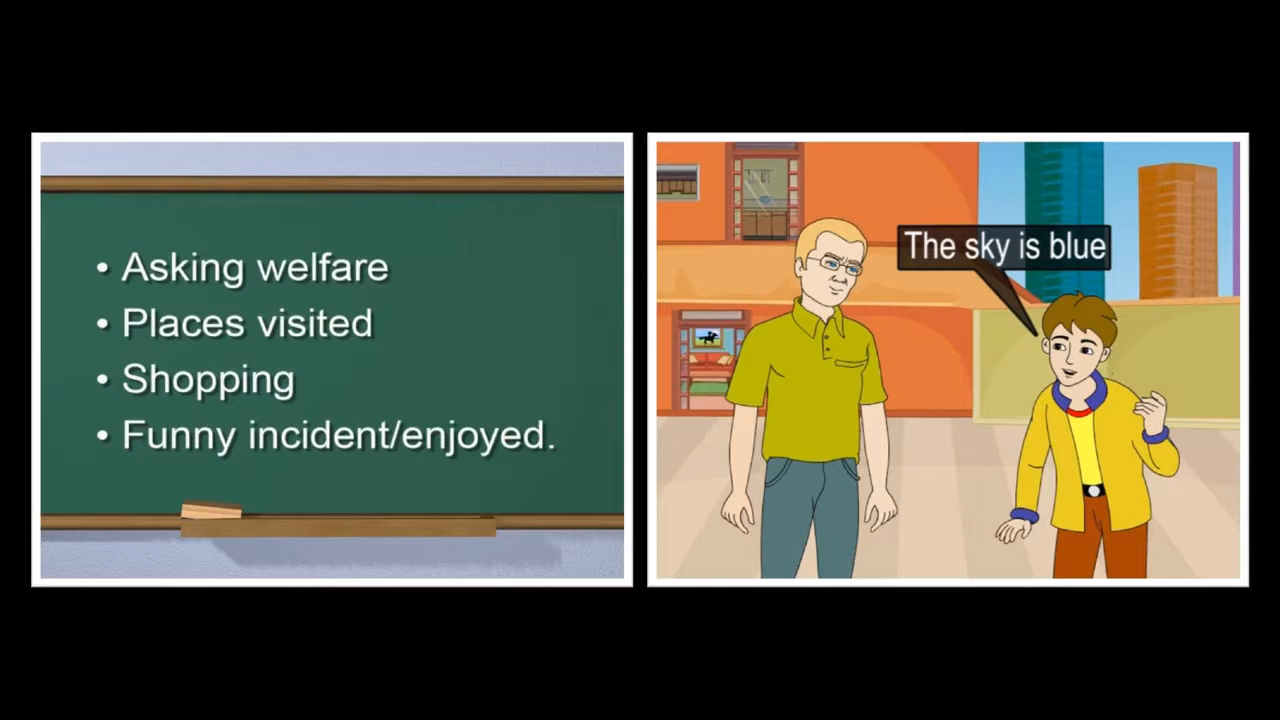 • Asking welfare
• Places visited
• Shopping
• Funny incident/enjoyed.
The sky is blue